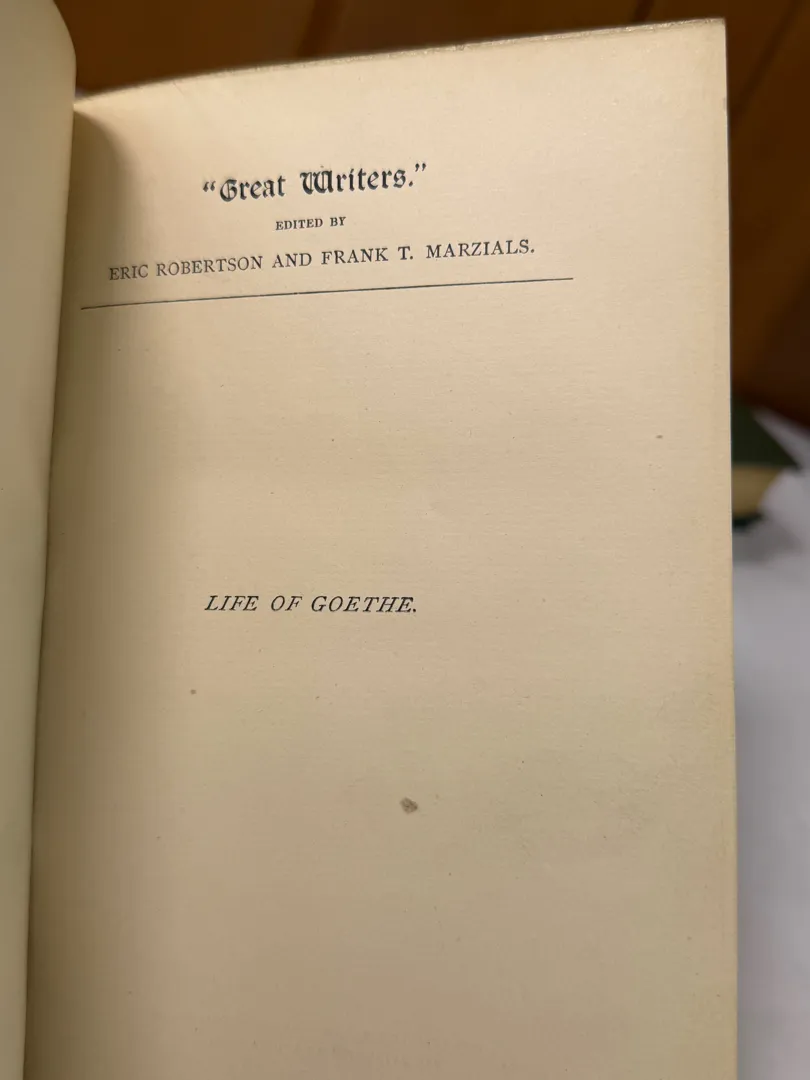 "Great Writers."
EDITED BY
ERIC ROBERTSON AND FRANK T. MARZIALS.
LIFE OF GOETHE.